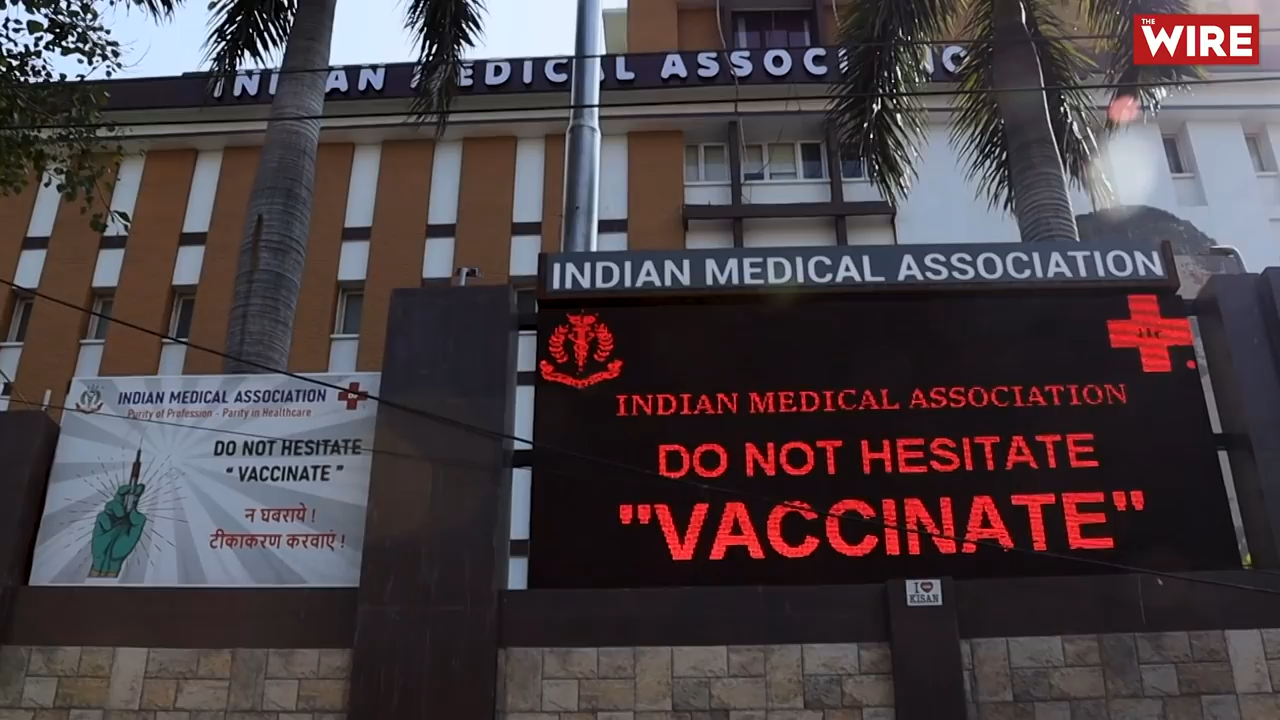 THE
WIRE
INDIAN MEDICAL ASSOC
INDIAN MEDICAL ASSOCIATION
INDIAN MEDICAL ASSOCIATION
DO NOT HESITATE
"VACCINATE"
INDIAN MEDICAL ASSOCIATION
Purity of Profession - Parity in Healthcare
DO NOT HESITATE
“ VACCINATE ”
न घबराये !
टीकाकरण करवाएं !
I
KISAN